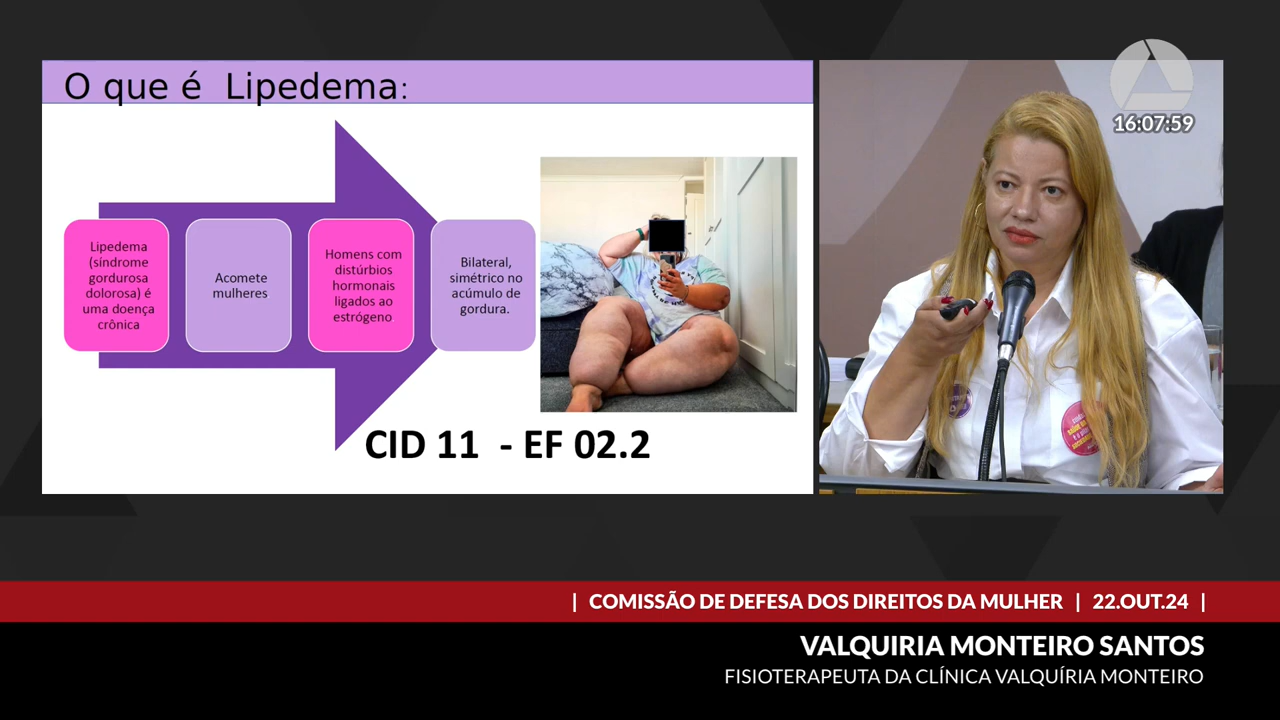 O que é  Lipedema:
Lipedema
(síndrome
gordurosa
dolorosa) é
uma doença
crônica
Acomete
mulheres
Homens com
distúrbios
hormonais
ligados ao
estrógeno
Bilateral,
simétrico no
acúmulo de
gordura.
CID 11  - EF 02.2
16:07:59
| COMISSÃO DE DEFESA DOS DIREITOS DA MULHER | 22.OUT.24 |
VALQUIRIA MONTEIRO SANTOS
FISIOTERAPEUTA DA CLÍNICA VALQUÍRIA MONTEIRO